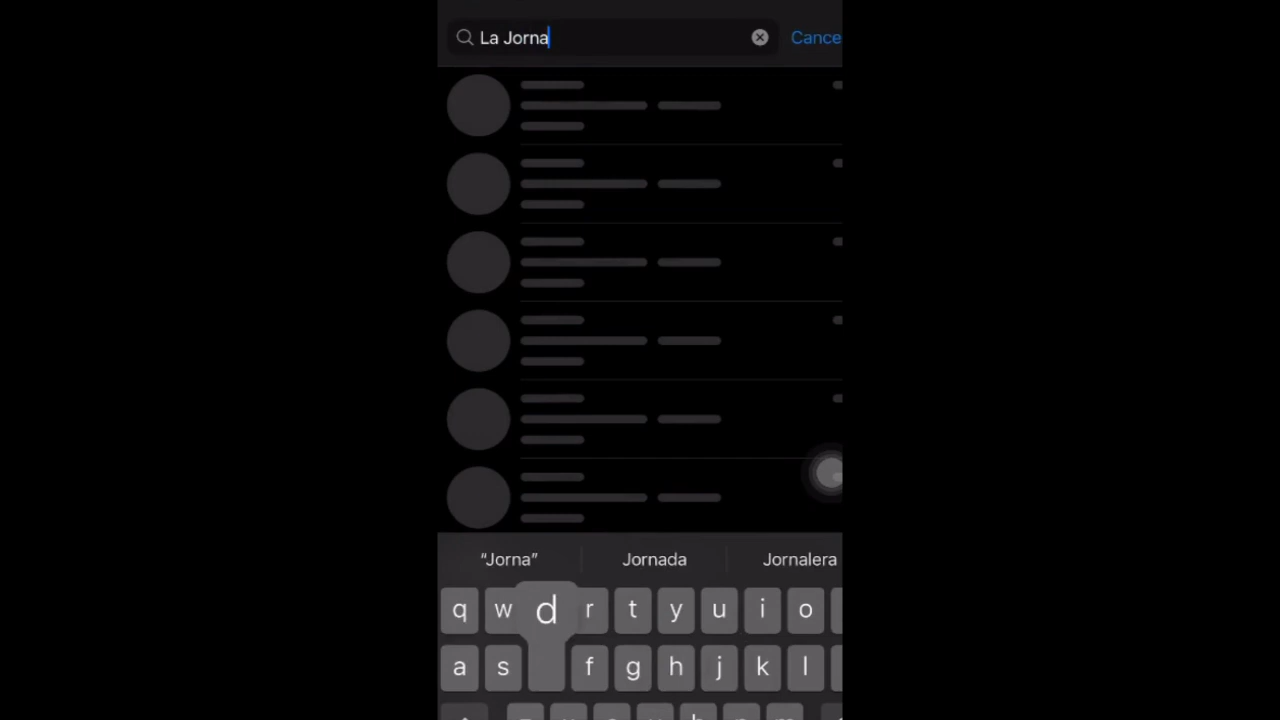 La Jorna
Cance
“Jorna” Jornada Jornalera
q w d r t y u i o
a s f g h j k l